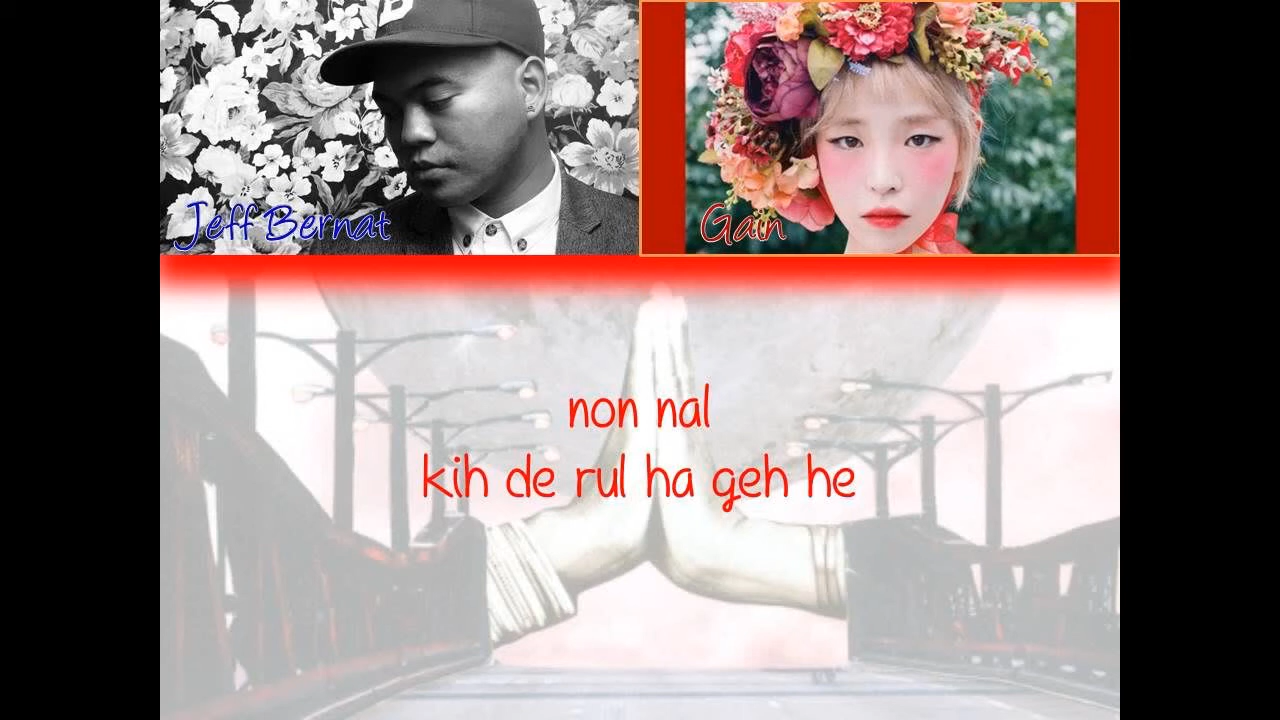 Jeff Bernat
Gain
non nal
kih de rul ha geh he